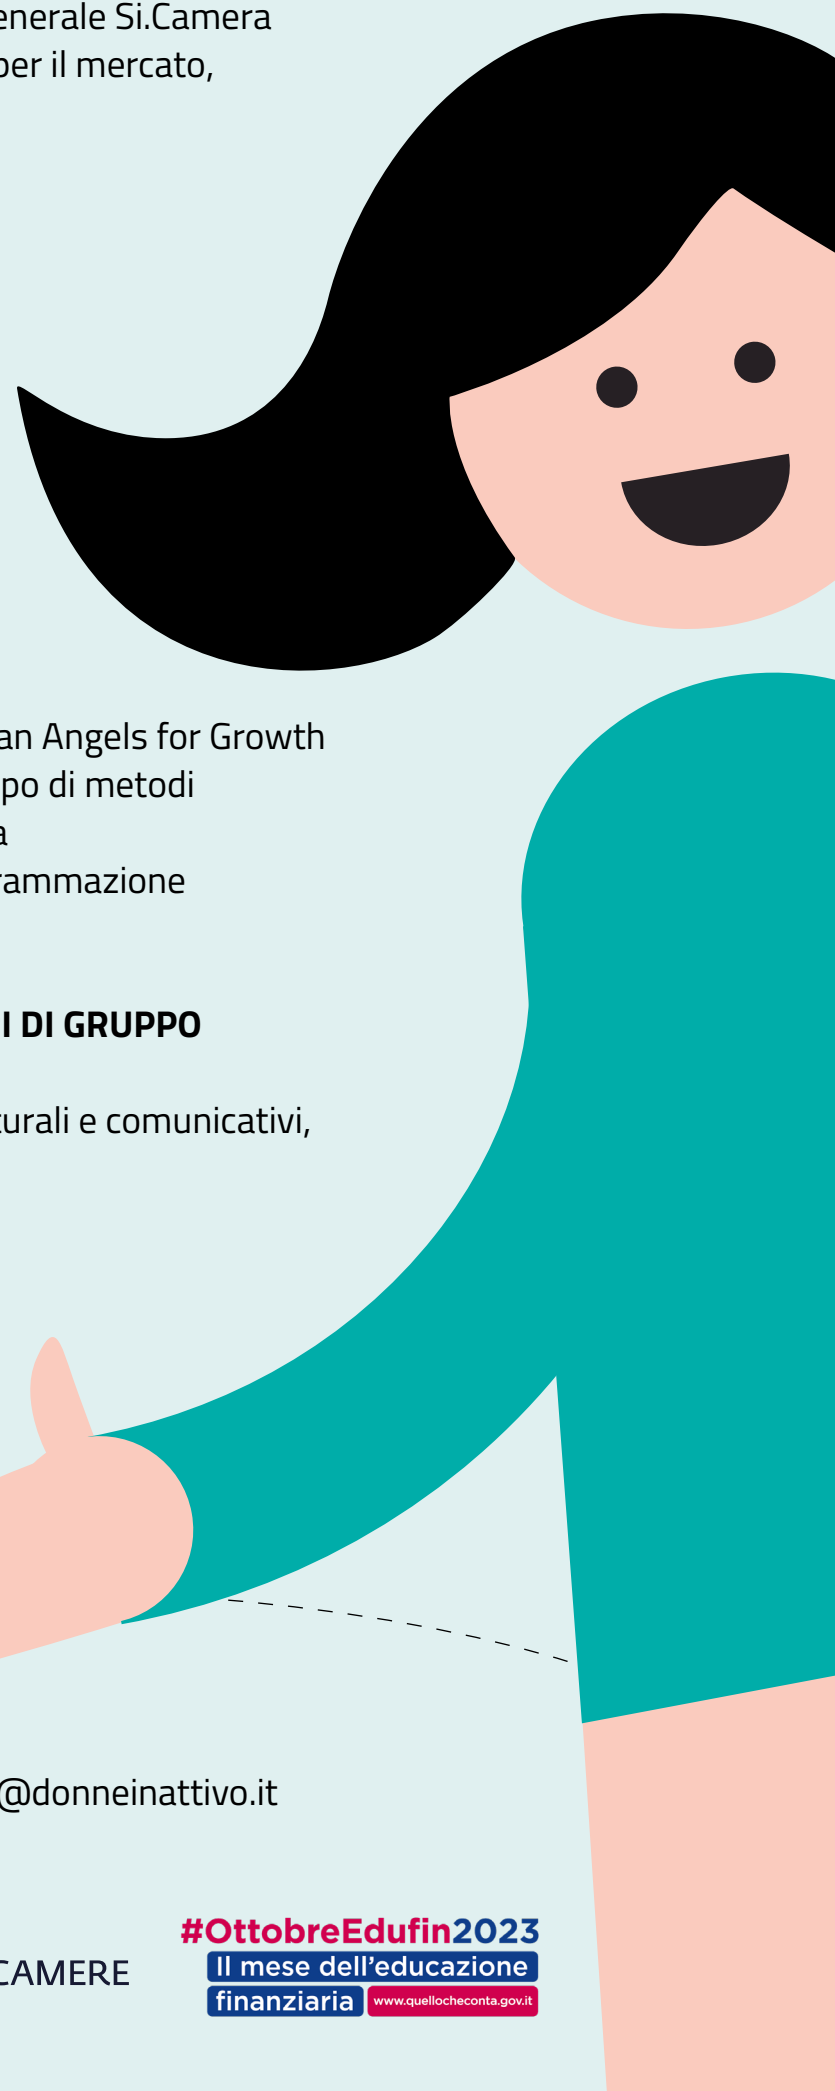 enerale Si.Camera
per il mercato,
an Angels for Growth
po di metodi
a
rammazione
I DI GRUPPO
turali e comunicativi,
@donneinattivo.it
CAMERE
#OttobreEdufin2023
Il mese dell'educazione
finanziaria www.quellocheconta.gov.it